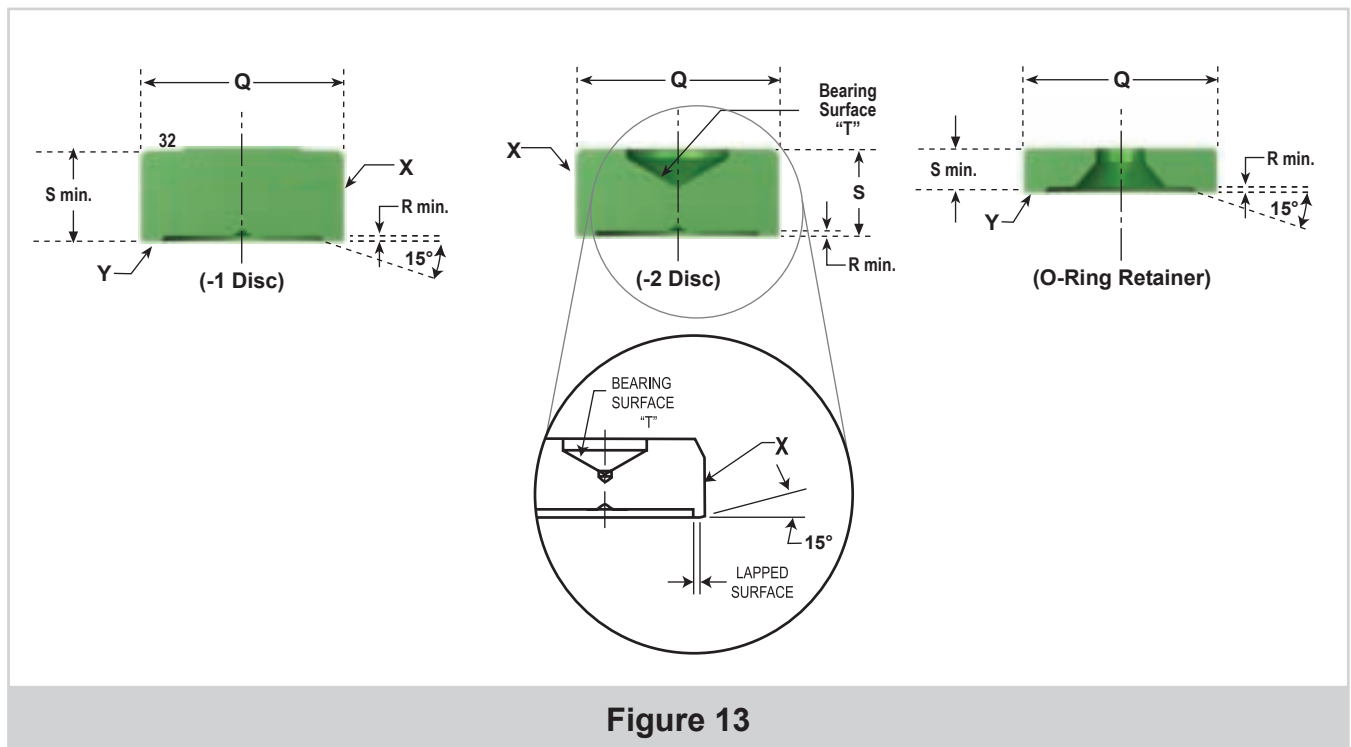 Q
32
X
S min.
R min.
15°
Y
(-1 Disc)
Q
Bearing
Surface
“T”
X
S
R min.
(-2 Disc)
BEARING
SURFACE
“T”
X
15°
LAPPED
SURFACE
Q
S min.
R min.
15°
Y
(O-Ring Retainer)
Figure 13